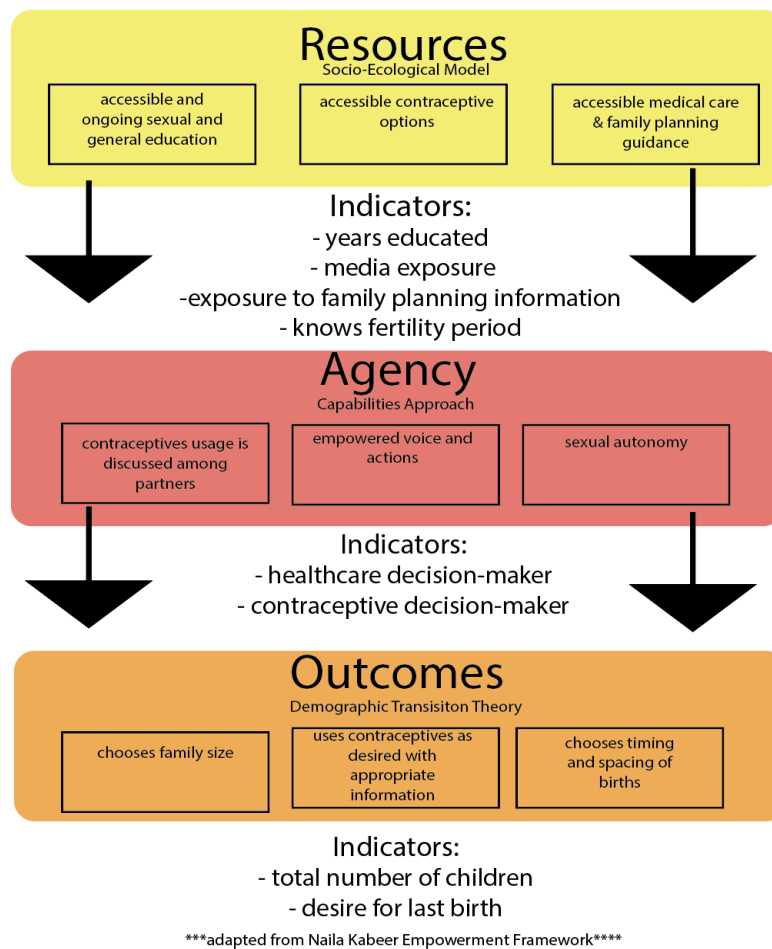 Resources
Socio-Ecological Model
accessible and
ongoing sexual and
general education
accessible contraceptive
options
accessible medical care
& family planning
guidance
Indicators:
- years educated
- media exposure
-exposure to family planning information
- knows fertility period
Agency
Capabilities Approach
contraceptives usage is
discussed among
partners
empowered voice and
actions
sexual autonomy
Indicators:
- healthcare decision-maker
- contraceptive decision-maker
Outcomes
Demographic Transisiton Theory
chooses family size
uses contraceptives as
desired with
appropriate
information
chooses timing
and spacing of
births
Indicators:
- total number of children
- desire for last birth
***adapted from Naila Kabeer Empowerment Framework****